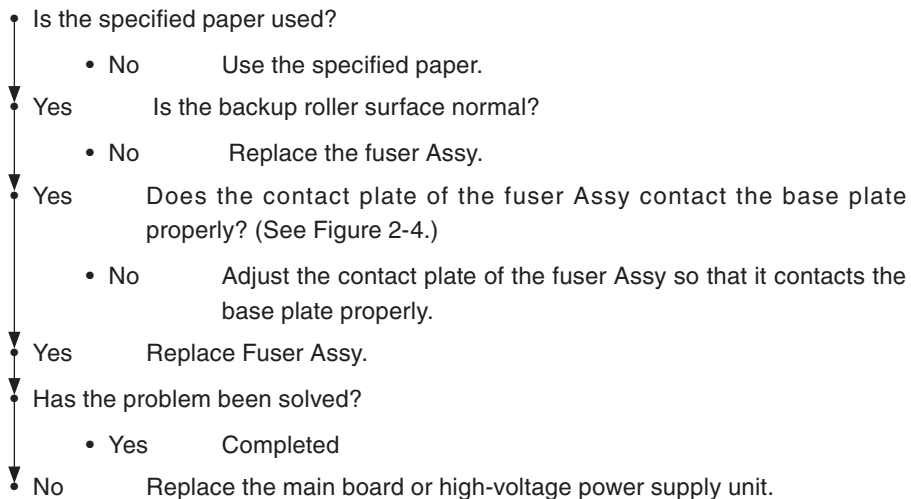 • Is the specified paper used?
• No Use the specified paper.
• Yes Is the backup roller surface normal?
• No Replace the fuser Assy.
• Yes Does the contact plate of the fuser Assy contact the base plate
properly? (See Figure 2-4.)
• No Adjust the contact plate of the fuser Assy so that it contacts the
base plate properly.
• Yes Replace Fuser Assy.
• Has the problem been solved?
• Yes Completed
• No Replace the main board or high-voltage power supply unit.